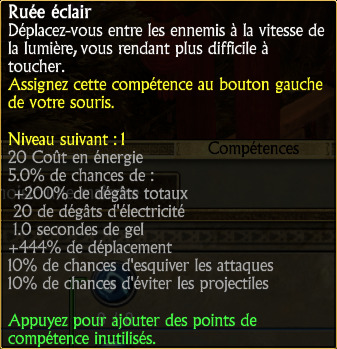 Ruée éclair
Déplacez-vous entre les ennemis à la vitesse de
la lumière, vous rendant plus difficile à
toucher.
Assignez cette compétence au bouton gauche
de votre souris.
Niveau suivant : 1
20 Coût en énergie
Compétences
5.0% de chances de :
+200% de dégâts totaux
20 de dégâts d'électricité
1.0 secondes de gel
+444% de déplacement
10% de chances d'esquiver les attaques
10% de chances d'éviter les projectiles
Appuyez pour ajouter des points de
compétence inutilisés.